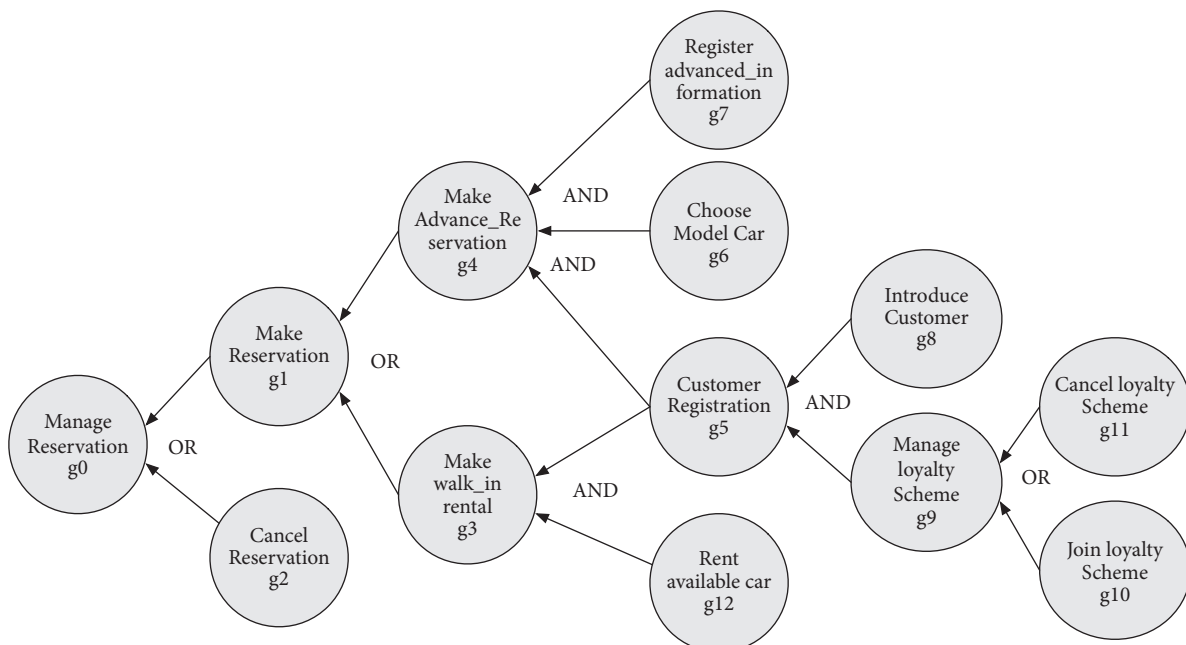 Register
advanced_in
formation
g7
AND
Make
Advance_Re
servation
g4
Choose
Model Car
g6
AND
Introduce
Customer
g8
Make
Reservation
g1
OR
Customer
Registration
g5
AND
Cancel loyalty
Scheme
g11
Manage
Reservation
g0
OR
Manage
loyalty
Scheme
g9
OR
Make
walk_in
rental
g3
AND
Cancel
Reservation
g2
Rent
available car
g12
Join loyalty
Scheme
g10